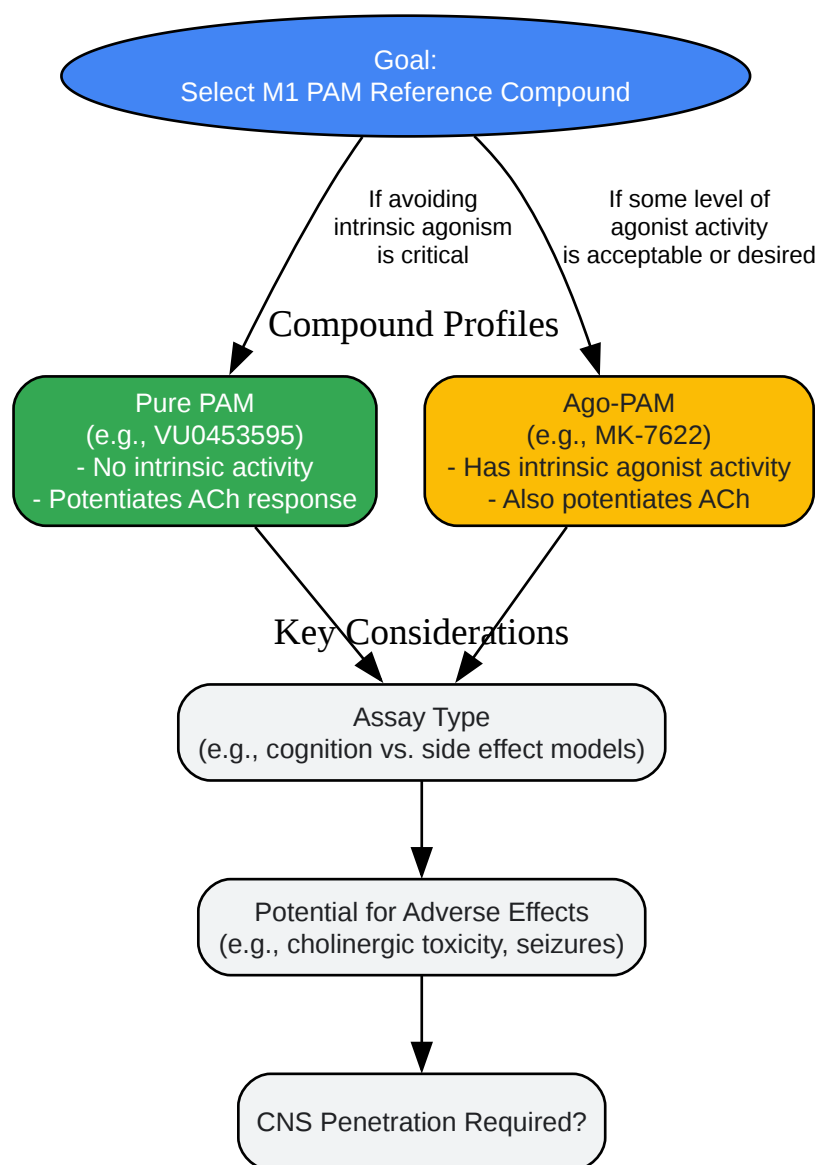 Goal:
Select M1 PAM Reference Compound
If avoiding
intrinsic agonism
is critical
If some level of
agonist activity
is acceptable or desired
Compound Profiles
Pure PAM
(e.g., VU0453595)
- No intrinsic activity
- Potentiates ACh response
Ago-PAM
(e.g., MK-7622)
- Has intrinsic agonist activity
- Also potentiates ACh
Key Considerations
Assay Type
(e.g., cognition vs. side effect models)
Potential for Adverse Effects
(e.g., cholinergic toxicity, seizures)
CNS Penetration Required?